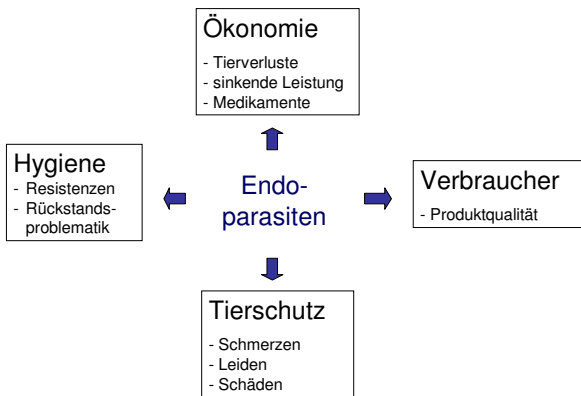 Ökonomie
- Tierverluste
- sinkende Leistung
- Medikamente
Hygiene
- Resistenzen
- Rückstands-
problematik
Endo-
parasiten
Verbraucher
- Produktqualität
Tierschutz
- Schmerzen
- Leiden
- Schäden